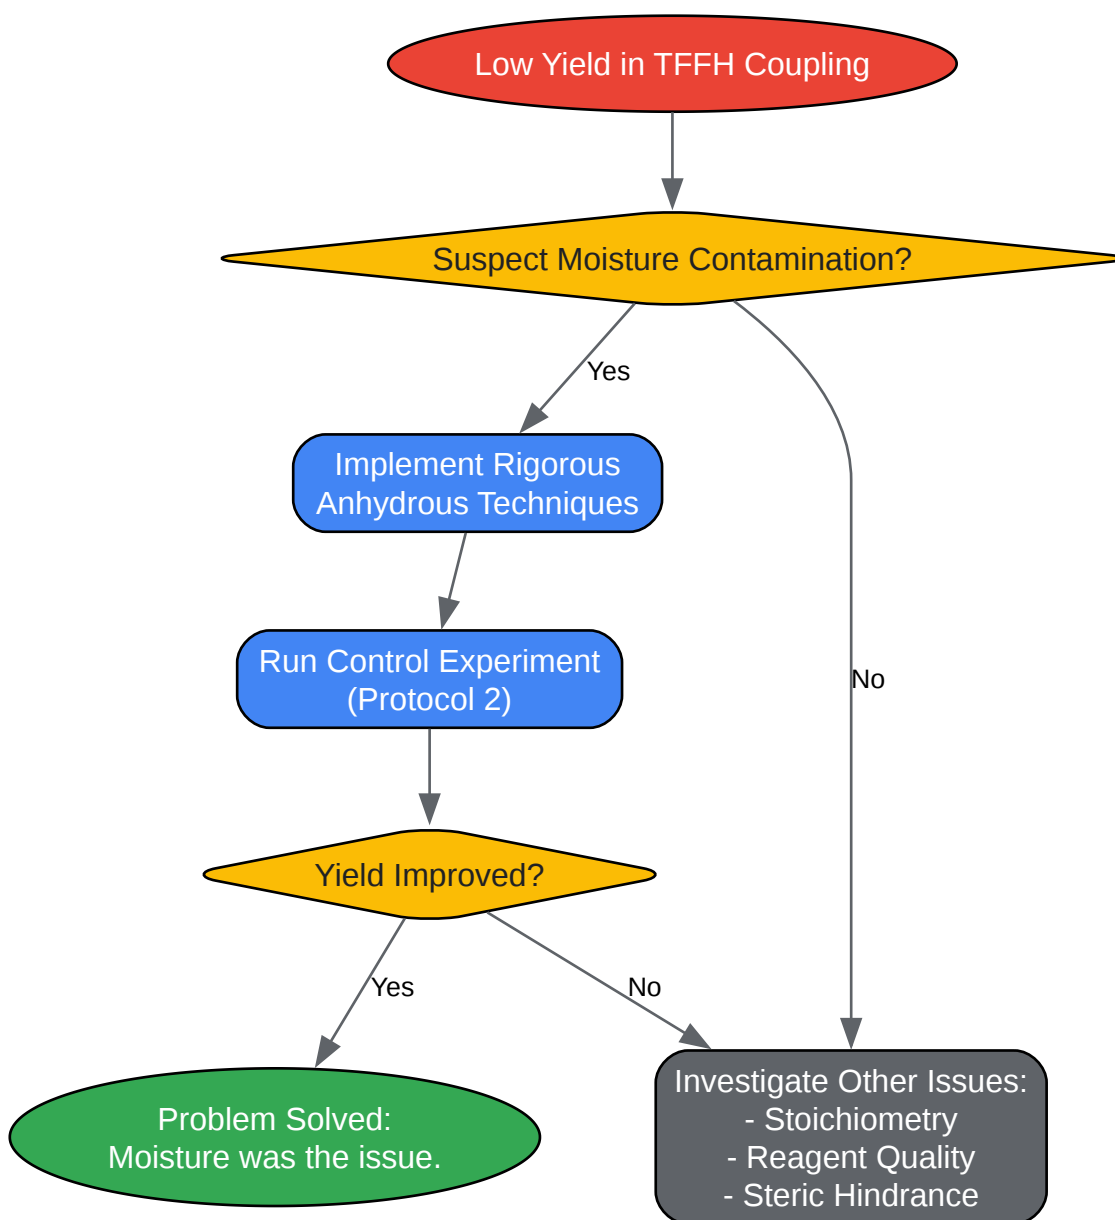 Low Yield in TFFH Coupling
Suspect Moisture Contamination?
Yes
Implement Rigorous
Anhydrous Techniques
Run Control Experiment
(Protocol 2)
No
Yield Improved?
Yes
No
Problem Solved:
Moisture was the issue.
Investigate Other Issues:
- Stoichiometry
- Reagent Quality
- Steric Hindrance